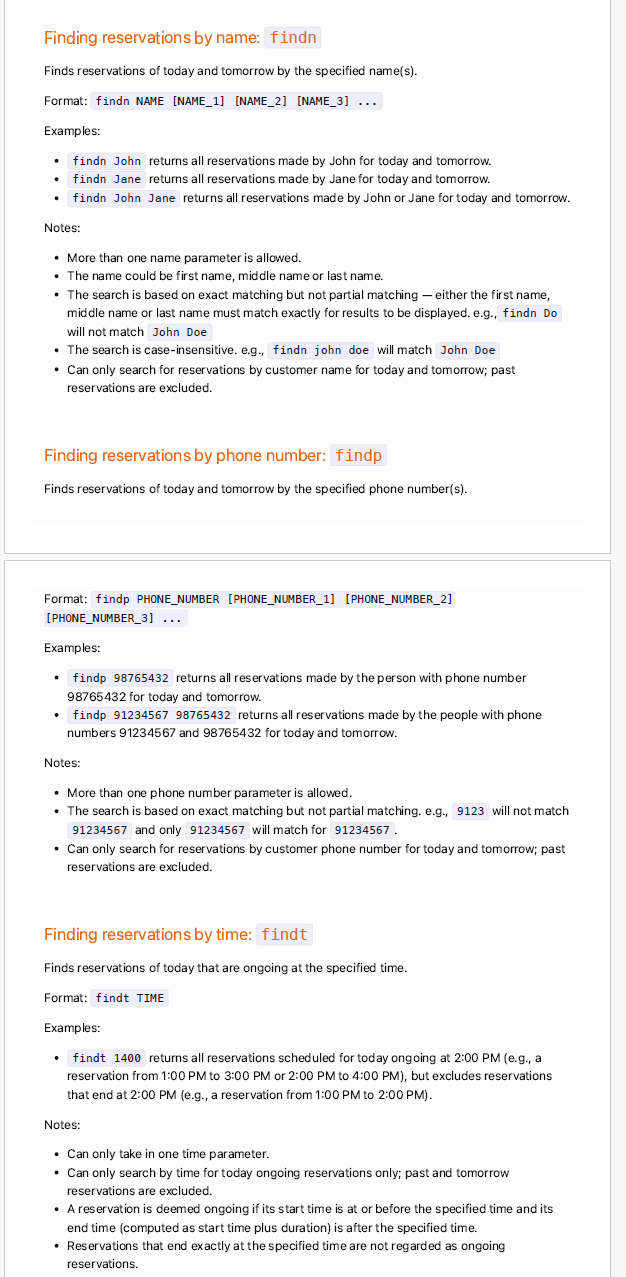 Finding reservations by name: findn
Finds reservations of today and tomorrow by the specified name(s).
Format: findn NAME [NAME_1] [NAME_2] [NAME_3] ...
Examples:
• findn John returns all reservations made by John for today and tomorrow.
• findn Jane returns all reservations made by Jane for today and tomorrow.
• findn John Jane returns all reservations made by John or Jane for today and tomorrow.
Notes:
• More than one name parameter is allowed.
• The name could be first name, middle name or last name.
• The search is based on exact matching but not partial matching — either the first name,
middle name or last name must match exactly for results to be displayed. e.g., findn Do
will not match John Doe
• The search is case-insensitive. e.g., findn john doe will match John Doe
• Can only search for reservations by customer name for today and tomorrow; past
reservations are excluded.
Finding reservations by phone number: findp
Finds reservations of today and tomorrow by the specified phone number(s).
Format: findp PHONE_NUMBER [PHONE_NUMBER_1] [PHONE_NUMBER_2]
[PHONE_NUMBER_3] ...
Examples:
• findp 98765432 returns all reservations made by the person with phone number
98765432 for today and tomorrow.
• findp 91234567 98765432 returns all reservations made by the people with phone
numbers 91234567 and 98765432 for today and tomorrow.
Notes:
• More than one phone number parameter is allowed.
• The search is based on exact matching but not partial matching. e.g., 9123 will not match
91234567 and only 91234567 will match for 91234567.
• Can only search for reservations by customer phone number for today and tomorrow; past
reservations are excluded.
Finding reservations by time: findt
Finds reservations of today that are ongoing at the specified time.
Format: findt TIME
Examples:
• findt 1400 returns all reservations scheduled for today ongoing at 2:00 PM (e.g., a
reservation from 1:00 PM to 3:00 PM or 2:00 PM to 4:00 PM), but excludes reservations
that end at 2:00 PM (e.g., a reservation from 1:00 PM to 2:00 PM).
Notes:
• Can only take in one time parameter.
• Can only search by time for today ongoing reservations only; past and tomorrow
reservations are excluded.
• A reservation is deemed ongoing if its start time is at or before the specified time and its
end time (computed as start time plus duration) is after the specified time.
• Reservations that end exactly at the specified time are not regarded as ongoing
reservations.